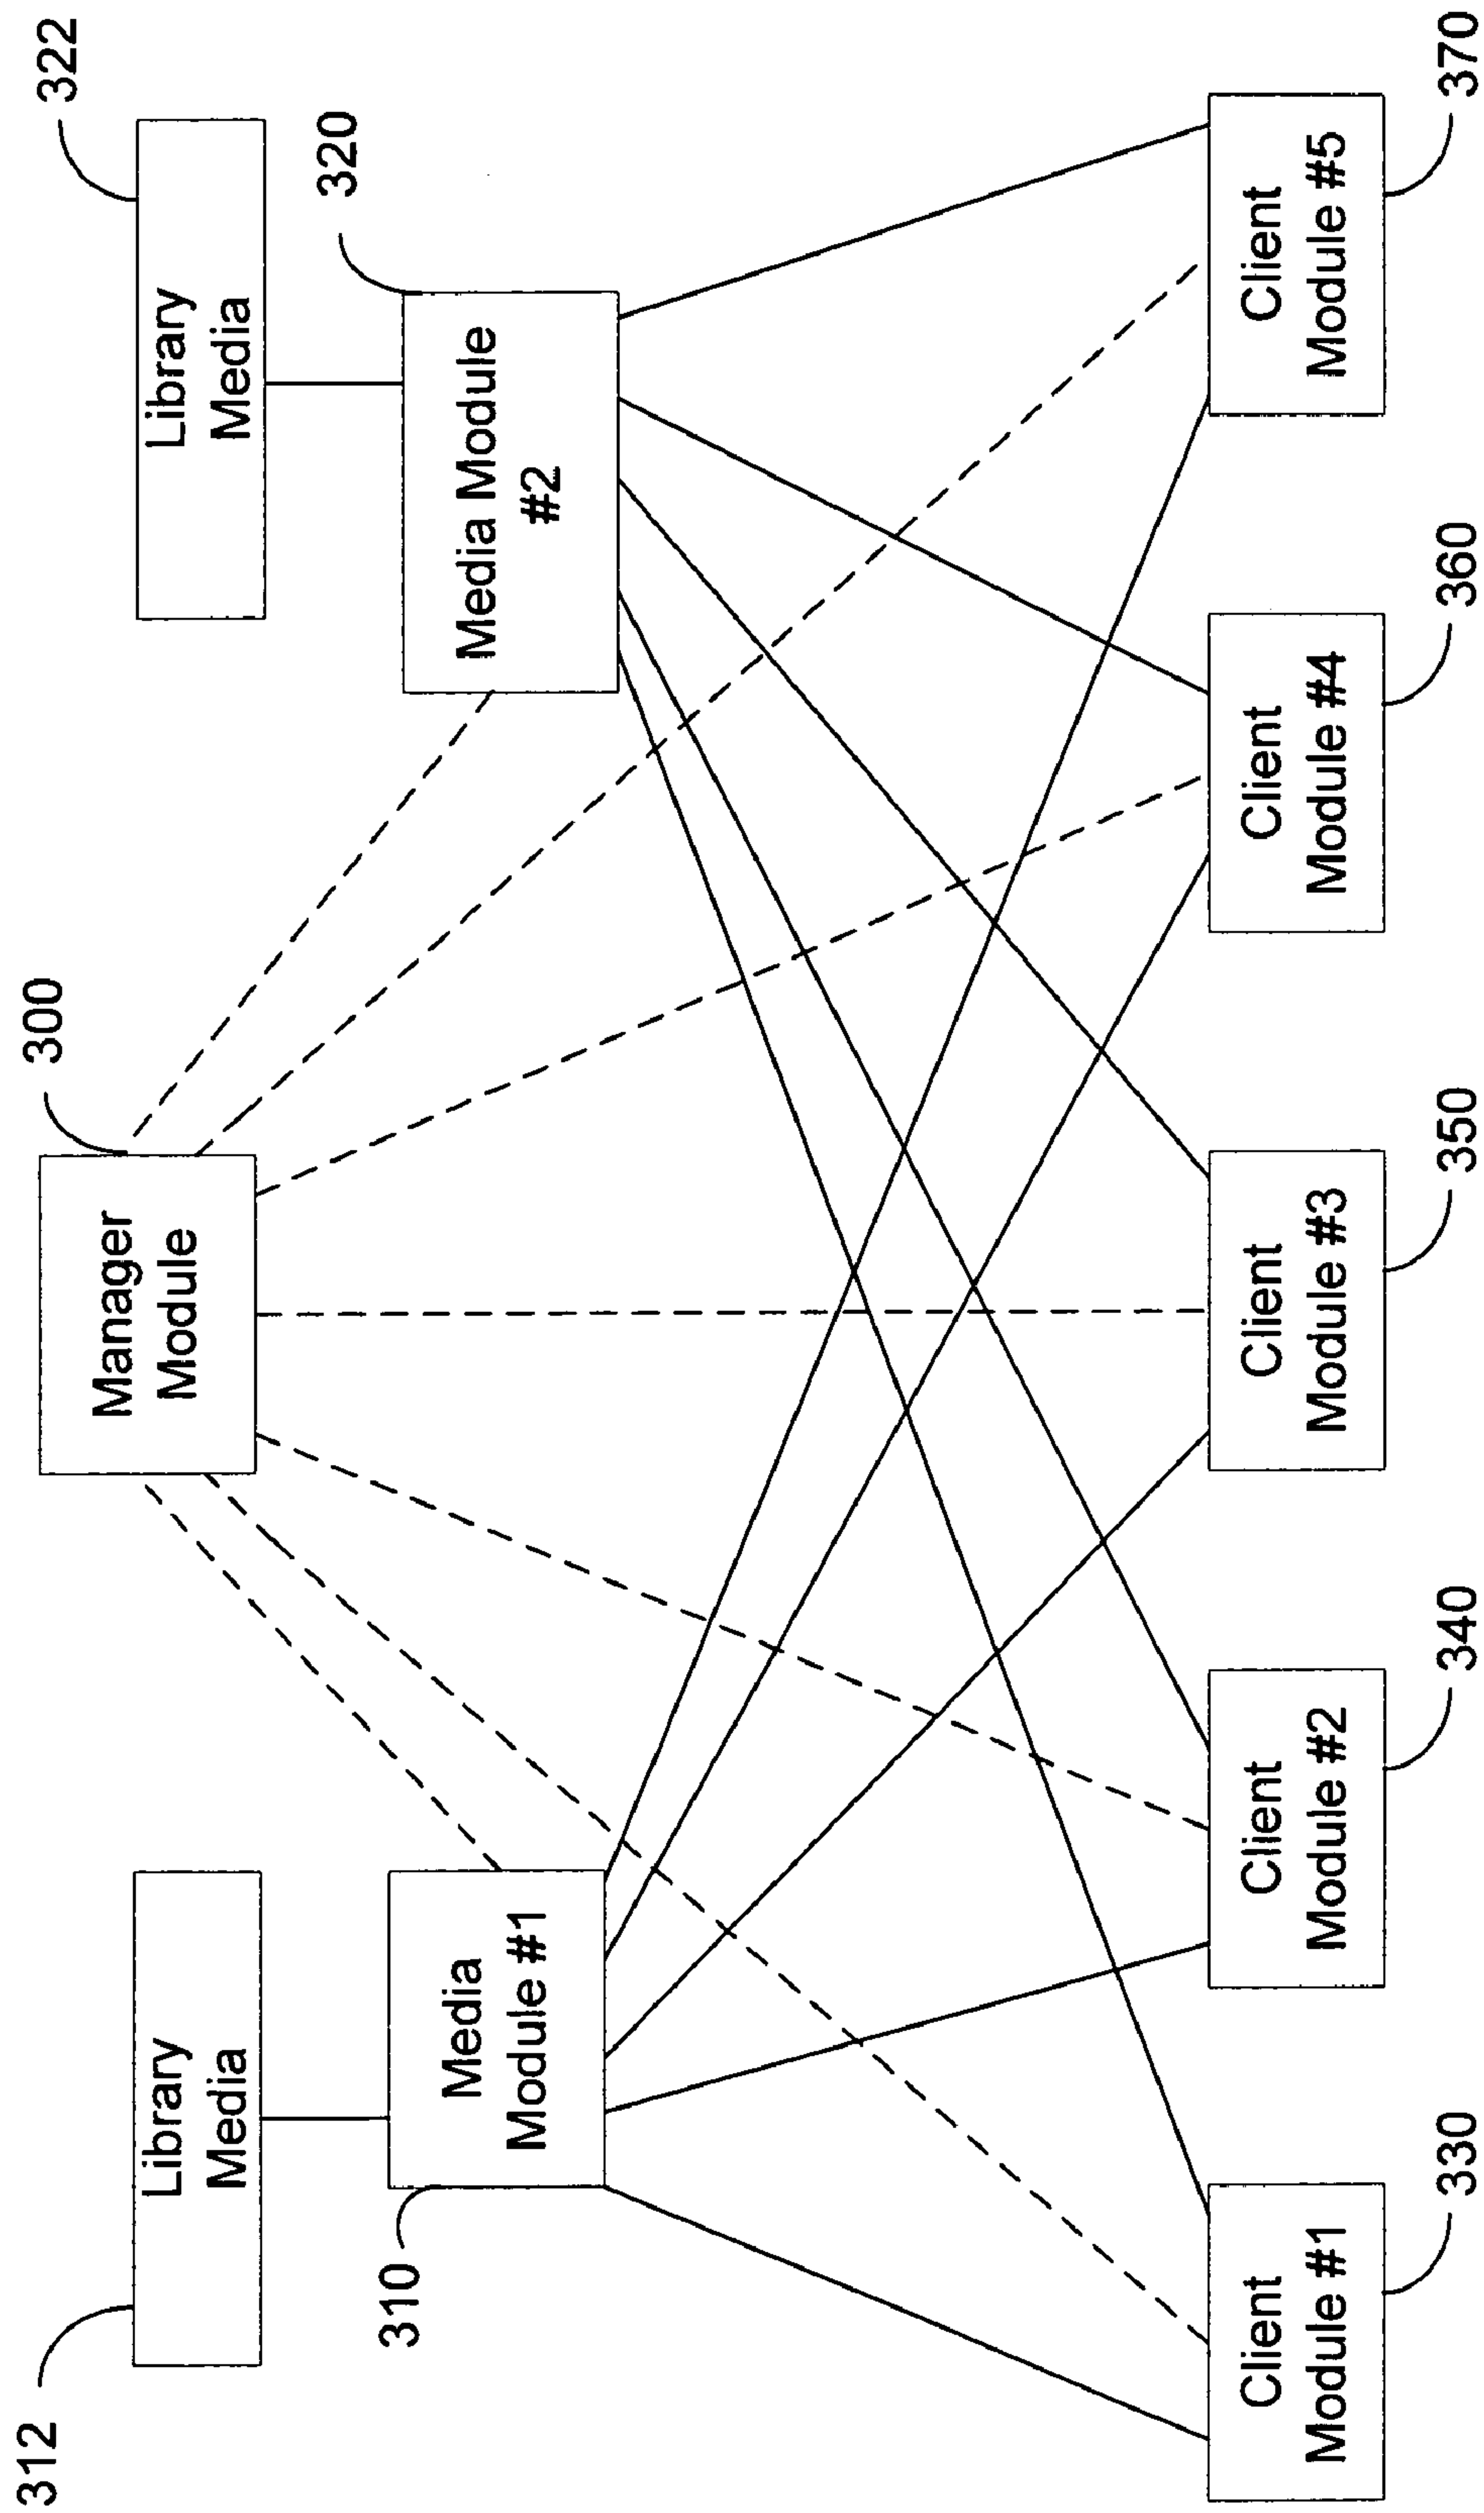 312
Library
Media
310
Media
Module #1
300
Manager
Module
322
Library
Media
320
Media Module
#2
Client
Module #1
330
Client
Module #2
340
Client
Module #3
350
Client
Module #4
360
Client
Module #5
370